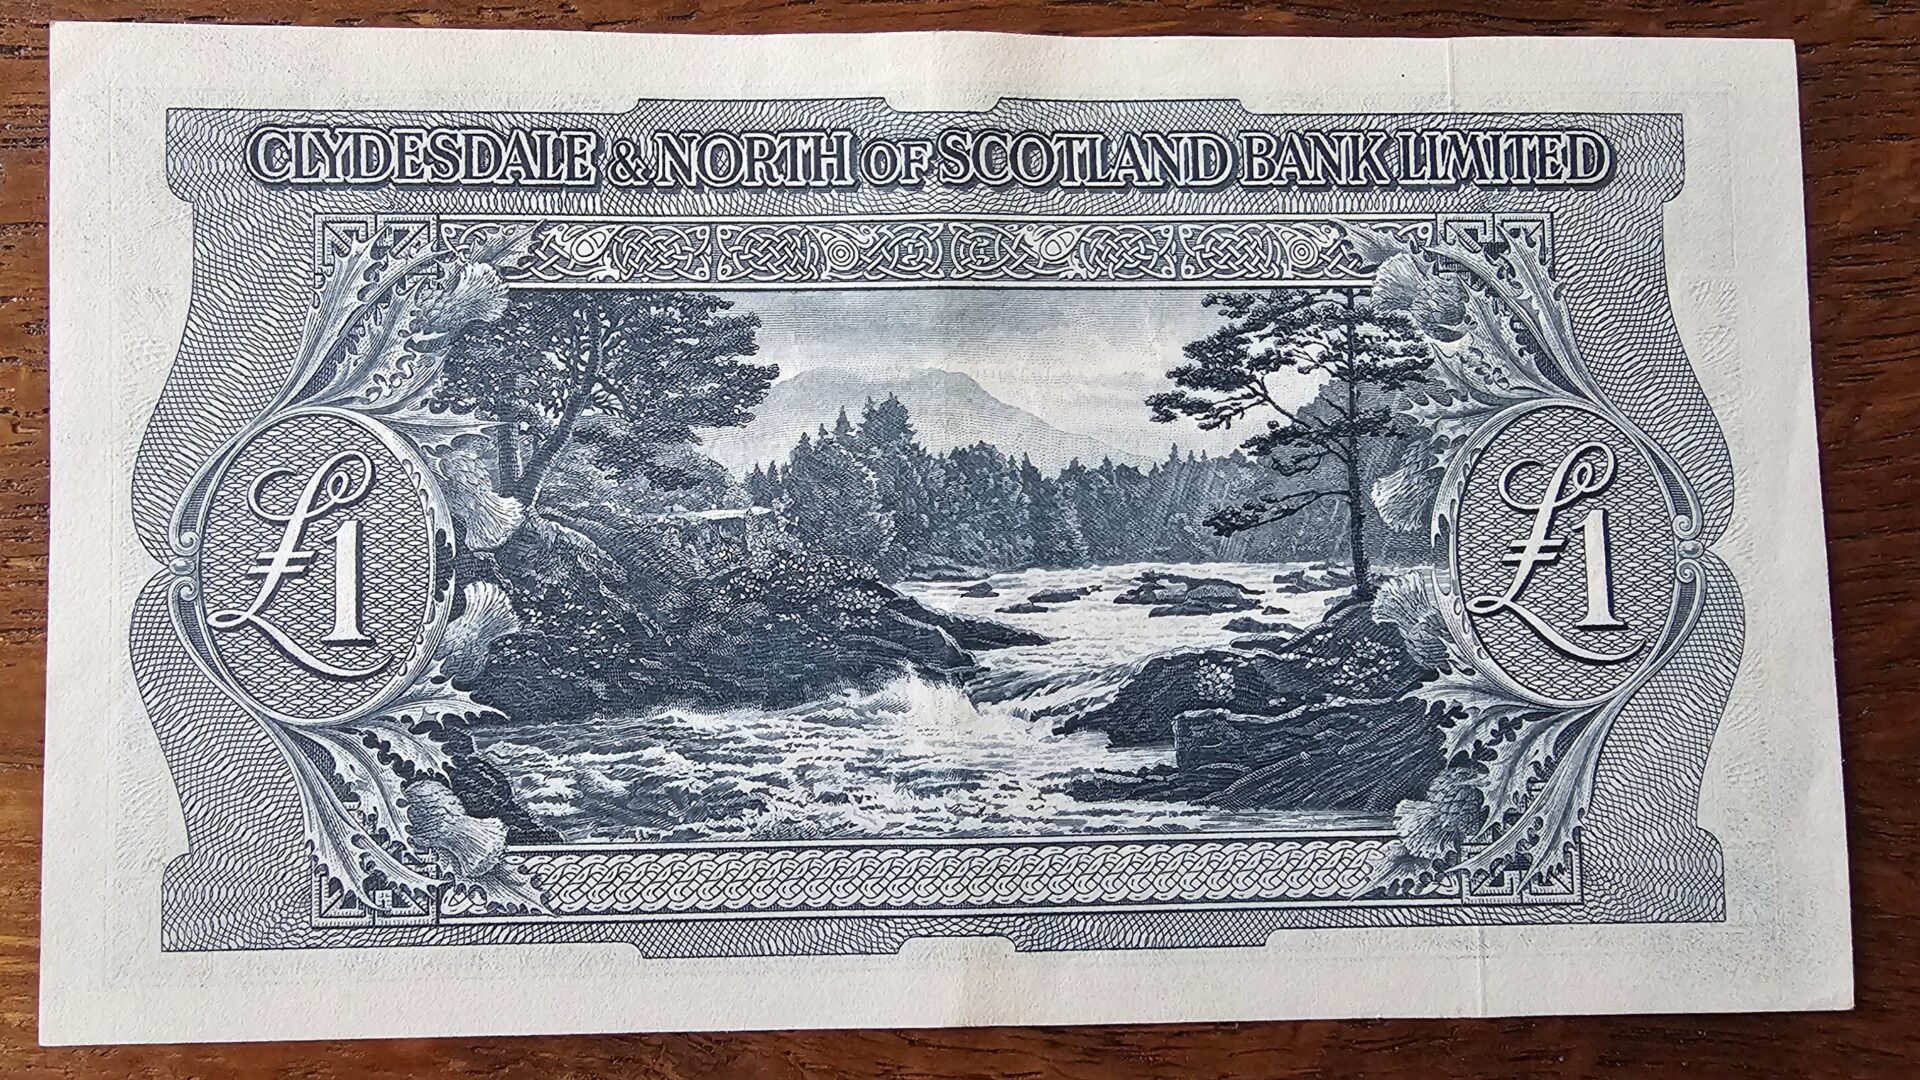 CLYDESDALE & NORTH OF SCOTLAND BANK LIMITED
£1 £1